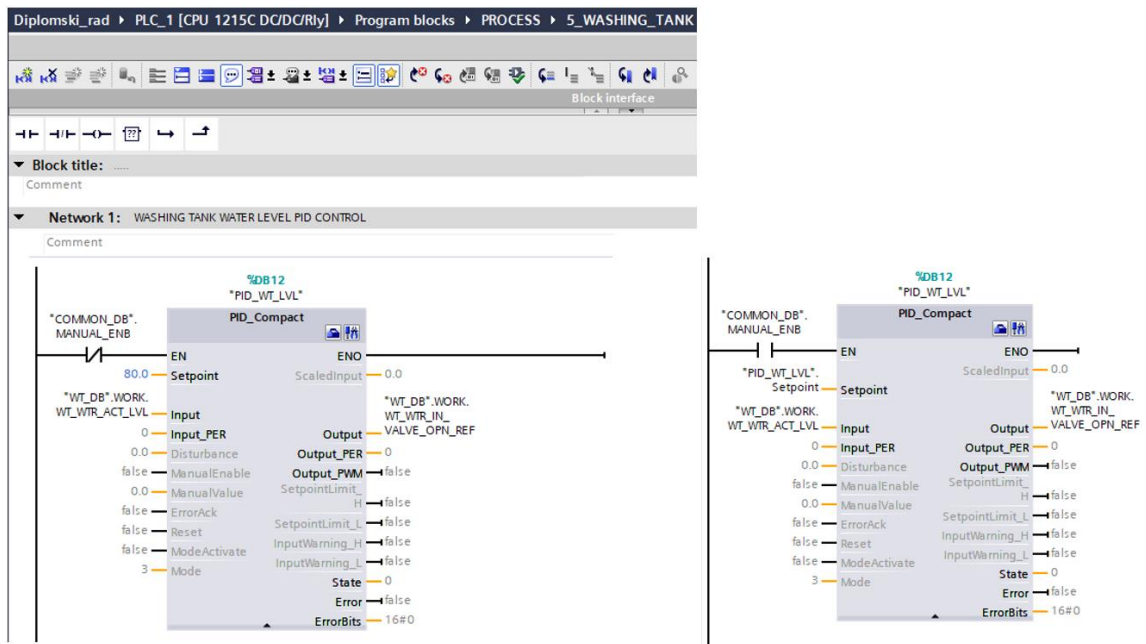 Diplomski_rad ▸ PLC_1 [CPU 1215C DC/DC/Rly] ▸ Program blocks ▸ PROCESS ▸ 5_WASHING_TANK
Block interface
Block title: .....
Comment
Network 1: WASHING TANK WATER LEVEL PID CONTROL
Comment
%DB12
"PID_WT_LVL"
"COMMON_DB".
MANUAL_ENB
PID_Compact
EN
ENO
80.0
Setpoint
ScaledInput
0.0
"WT_DB".WORK.
WT_WTR_ACT_LVL
Input
"WT_DB".WORK.
WT_WTR_IN_
VALVE_OPN_REF
Output
0
Input_PER
Output_PER
0
0.0
Disturbance
Output_PWM
false
false
ManualEnable
SetpointLimit_
H
false
0.0
ManualValue
SetpointLimit_L
false
false
ErrorAck
InputWarning_H
false
false
Reset
InputWarning_L
false
false
ModeActivate
State
0
3
Mode
Error
false
ErrorBits
16#0
%DB12
"PID_WT_LVL"
"COMMON_DB".
MANUAL_ENB
PID_Compact
EN
ENO
"PID_WT_LVL".
Setpoint
Setpoint
ScaledInput
0.0
"WT_DB".WORK.
WT_WTR_ACT_LVL
Input
"WT_DB".WORK.
WT_WTR_IN_
VALVE_OPN_REF
Output
0
Input_PER
Output_PER
0
0.0
Disturbance
Output_PWM
false
false
ManualEnable
SetpointLimit_
H
false
0.0
ManualValue
SetpointLimit_L
false
false
ErrorAck
InputWarning_H
false
false
Reset
InputWarning_L
false
false
ModeActivate
State
0
3
Mode
Error
false
ErrorBits
16#0